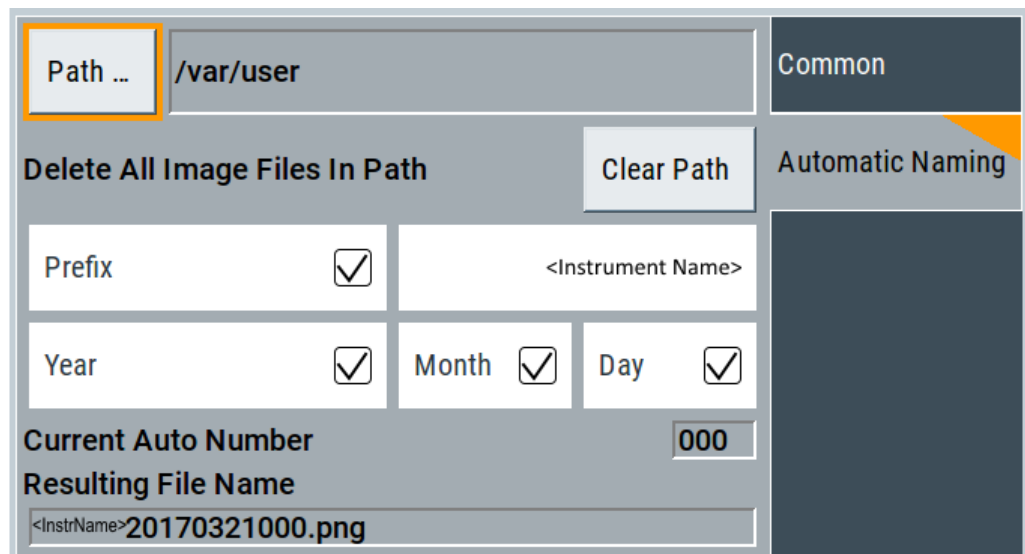 Path ...
/var/user
Common
Delete All Image Files In Path
Clear Path
Automatic Naming
Prefix
<Instrument Name>
Year
Month
Day
Current Auto Number
000
Resulting File Name
<InstrName>20170321000.png